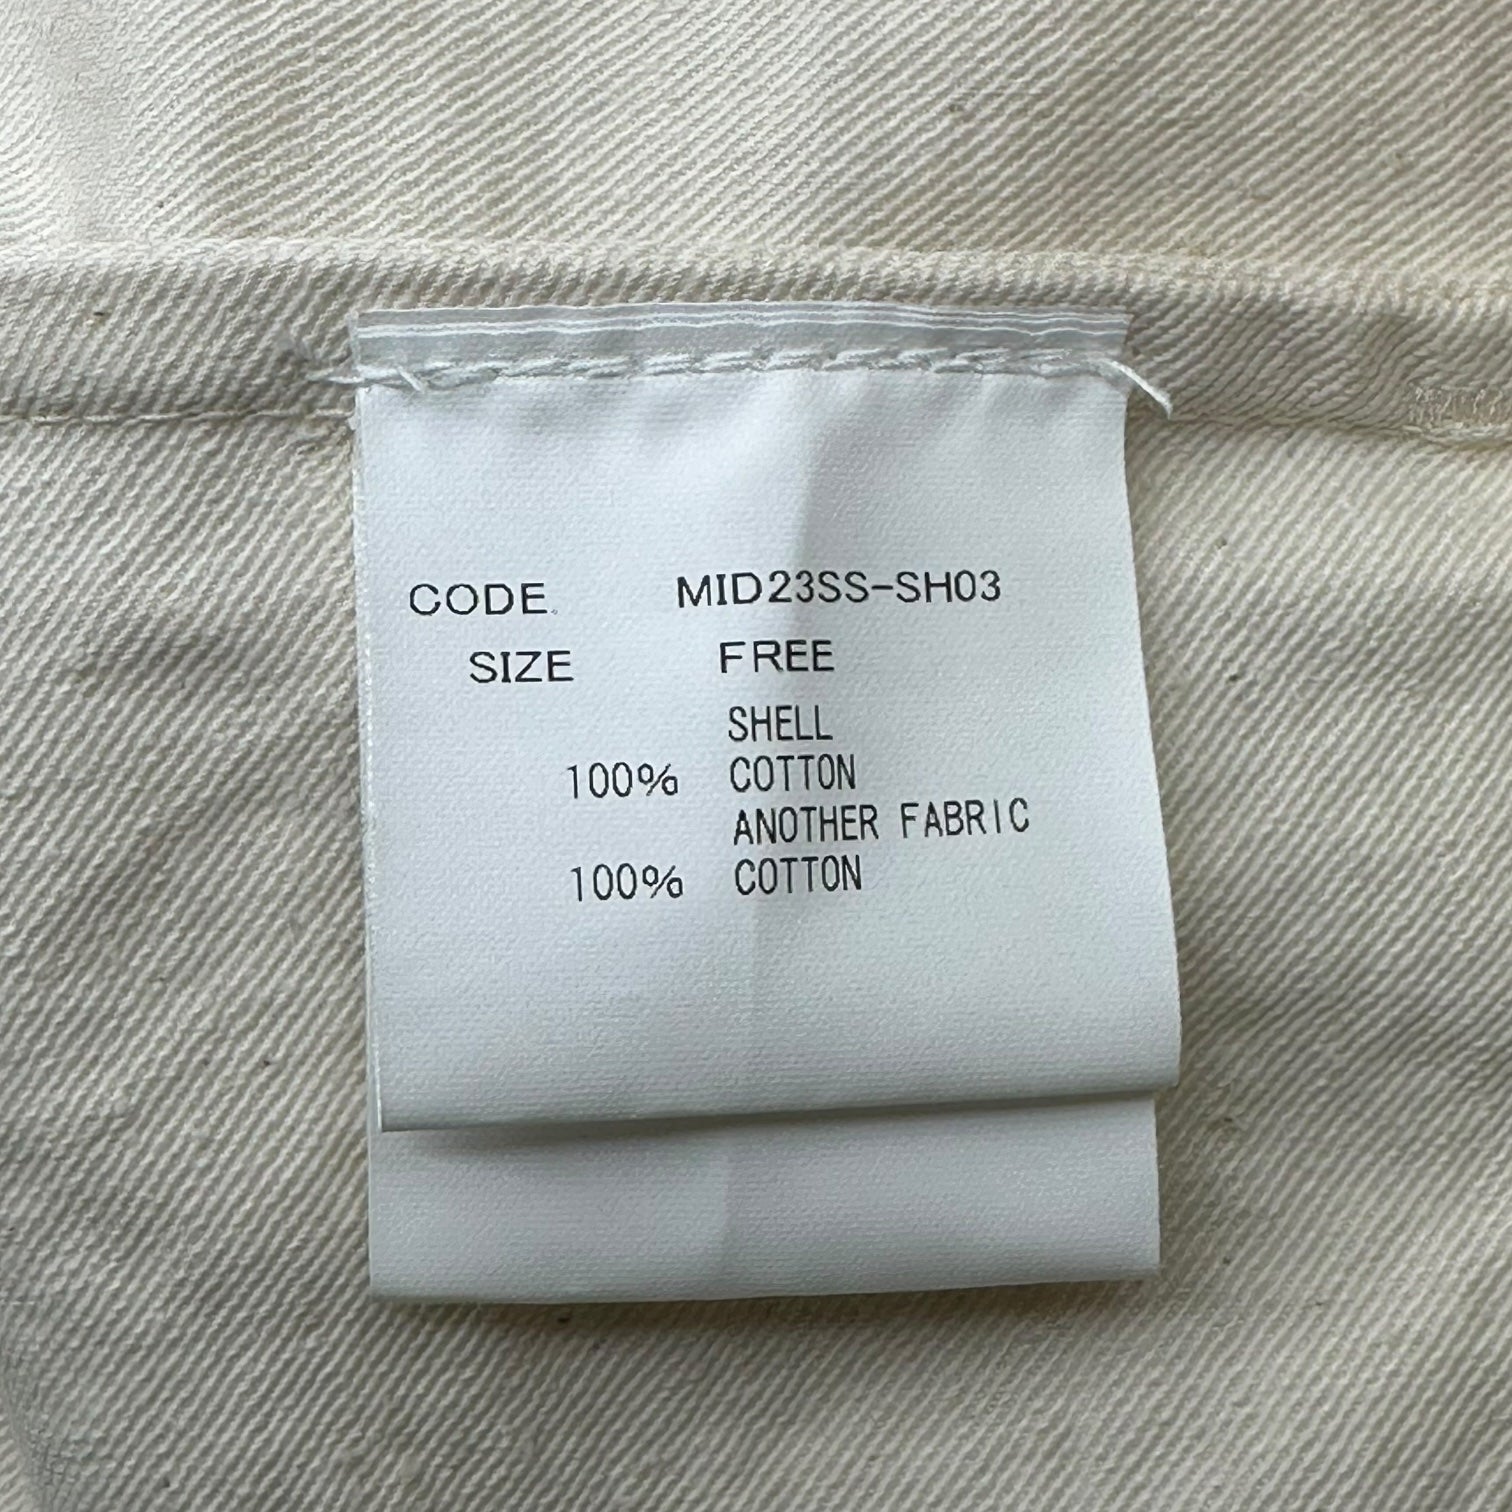 CODE. MID23SS-SH03
SIZE FREE
SHELL
100% COTTON
ANOTHER FABRIC
100% COTTON